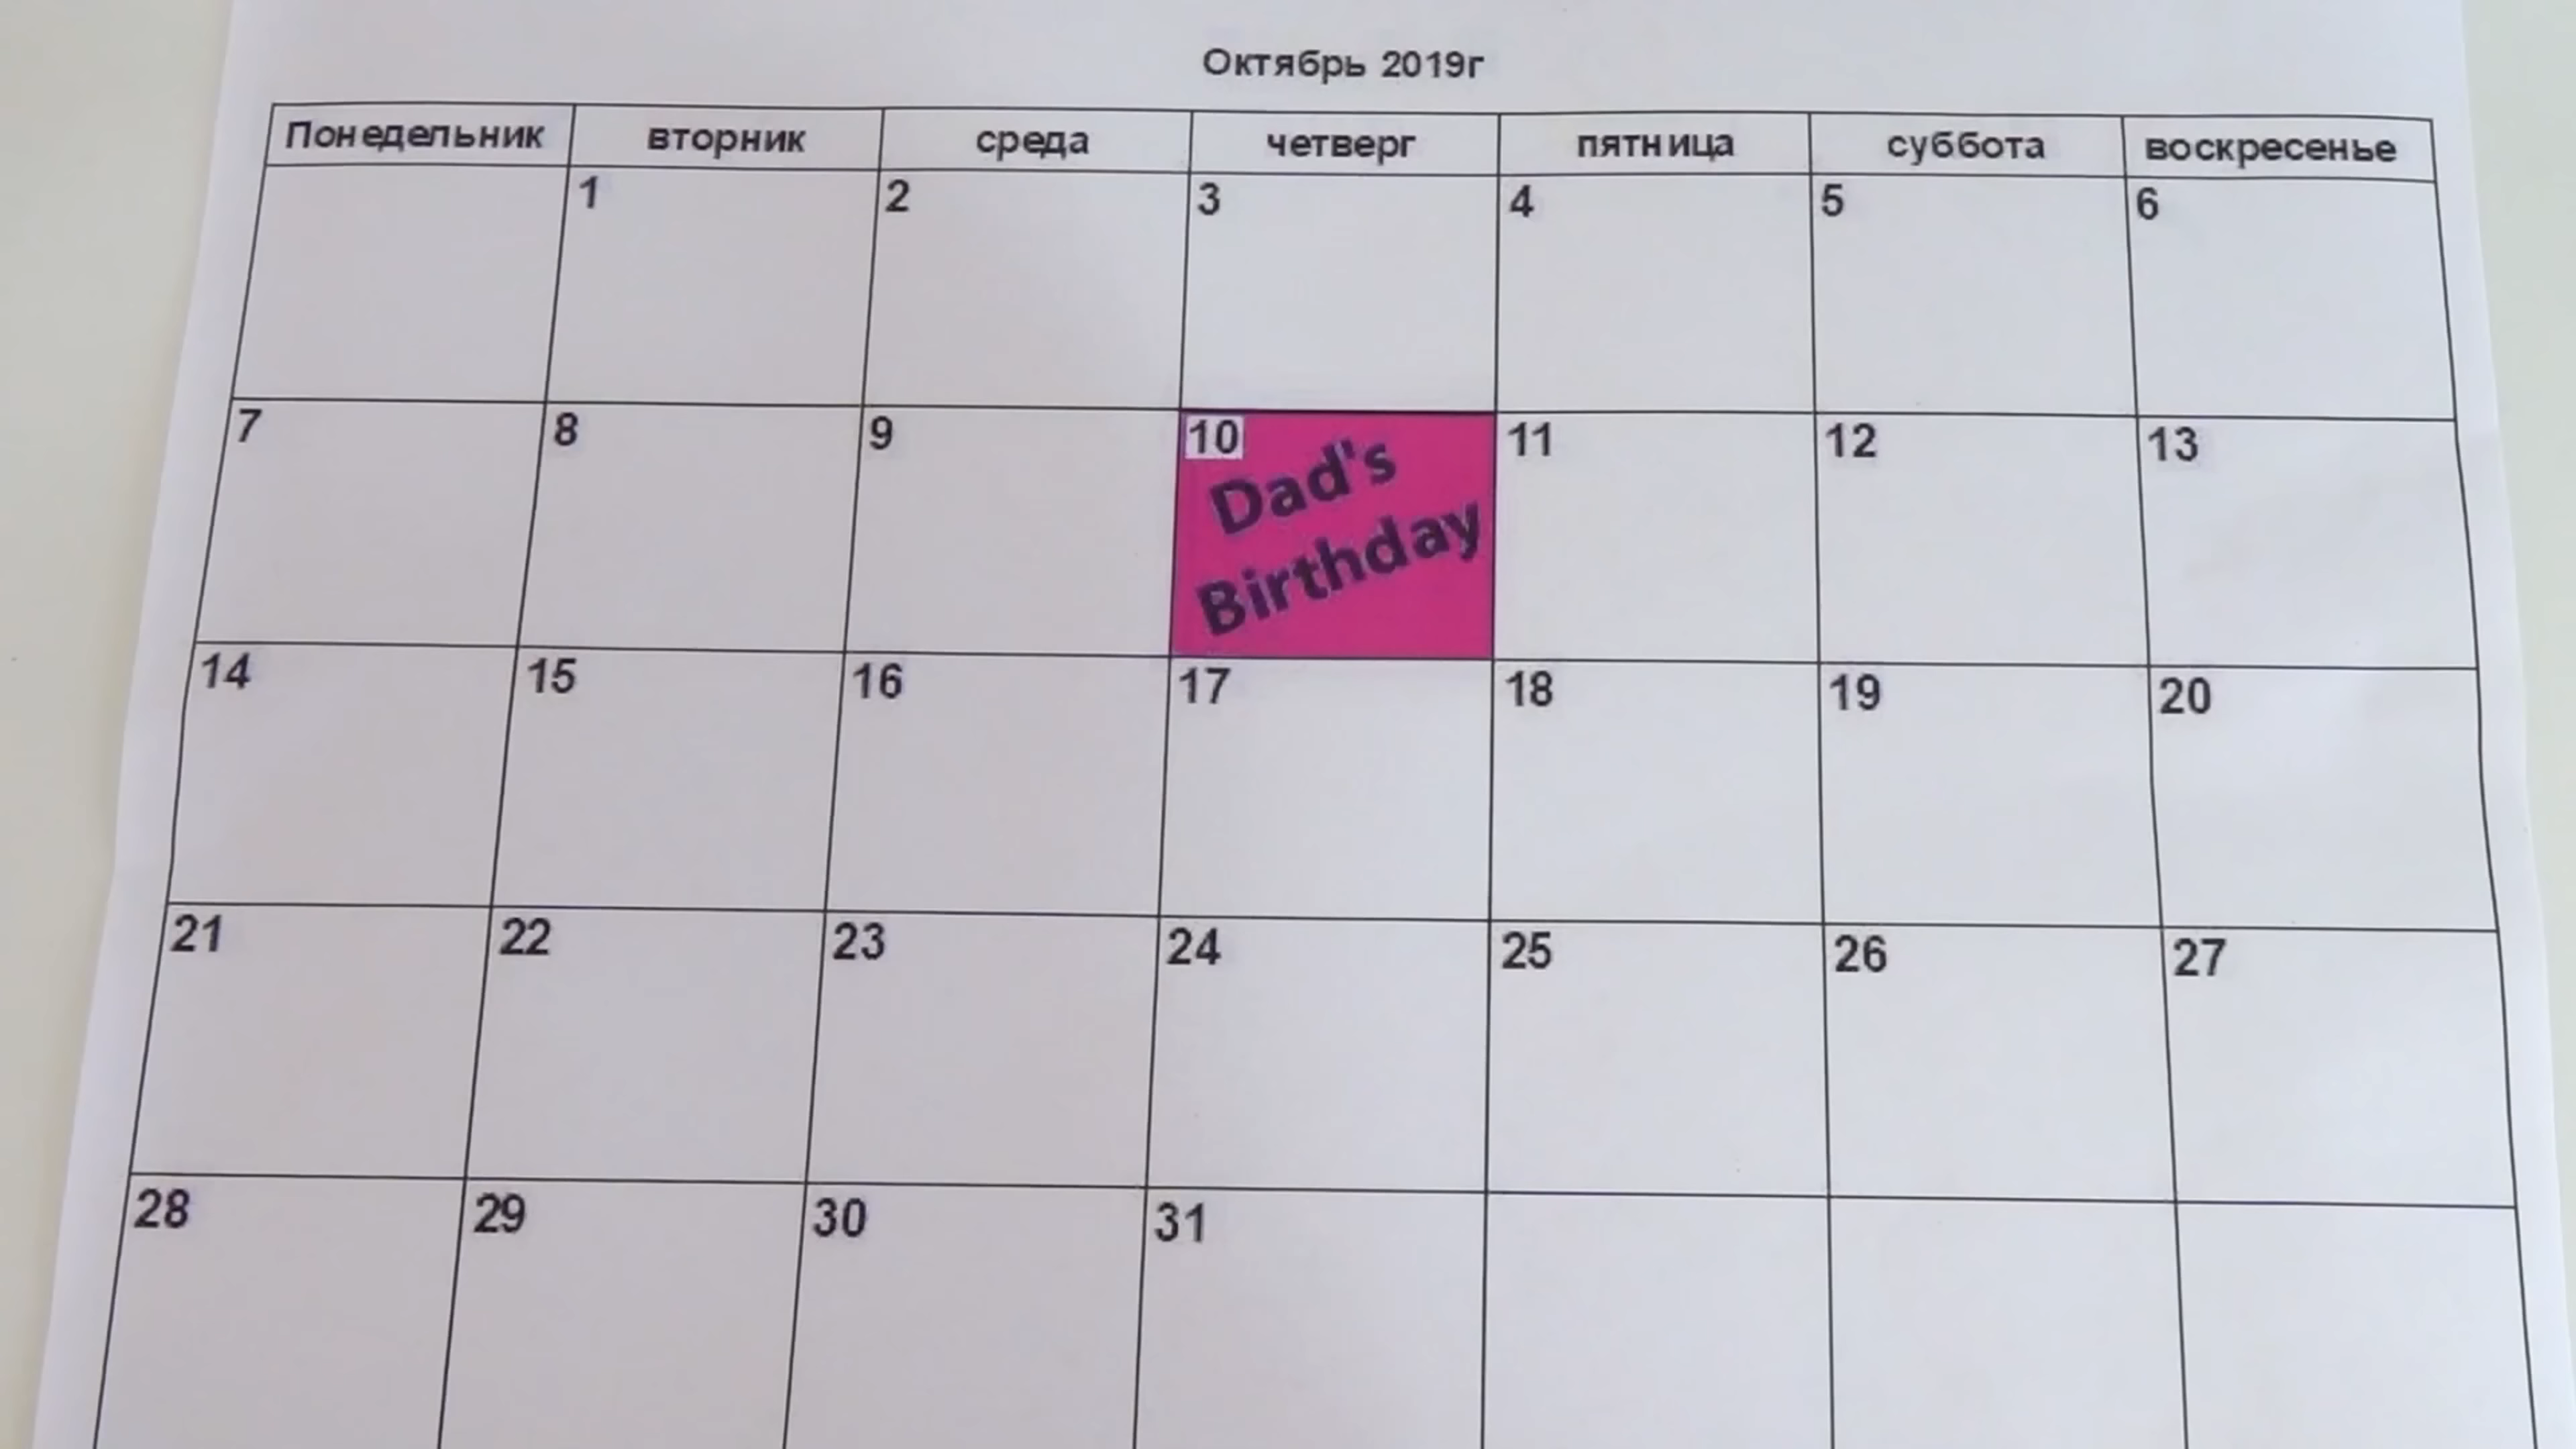 Октябрь 2019г
Понедельник вторник среда четверг пятница суббота воскресенье
1 2 3 4 5 6
7 8 9 10 11 12 13
Dad's
Birthday
14 15 16 17 18 19 20
21 22 23 24 25 26 27
28 29 30 31